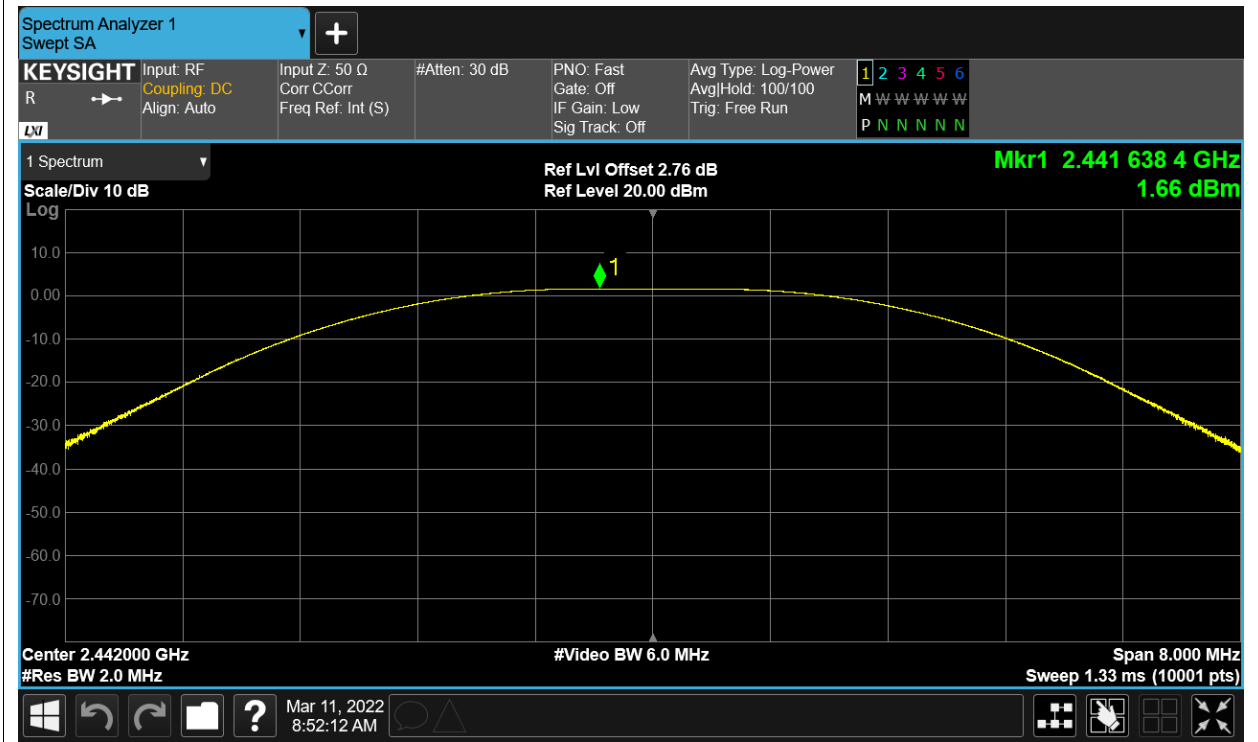 Spectrum Analyzer 1
Swept SA
+
KEYSIGHT
R
LXI
Input: RF
Coupling: DC
Align: Auto
Input Z: 50 Ω
Corr CCorr
Freq Ref: Int (S)
#Atten: 30 dB
PNO: Fast
Gate: Off
IF Gain: Low
Sig Track: Off
Avg Type: Log-Power
Avg|Hold: 100/100
Trig: Free Run
1 2 3 4 5 6
M W W W W W
P N N N N N
1 Spectrum
Scale/Div 10 dB
Log
Ref Lvl Offset 2.76 dB
Ref Level 20.00 dBm
Mkr1 2.441 638 4 GHz
1.66 dBm
10.0
0.00
-10.0
-20.0
-30.0
-40.0
-50.0
-60.0
-70.0
1
Center 2.442000 GHz
#Res BW 2.0 MHz
#Video BW 6.0 MHz
Span 8.000 MHz
Sweep 1.33 ms (10001 pts)
?
Mar 11, 2022
8:52:12 AM